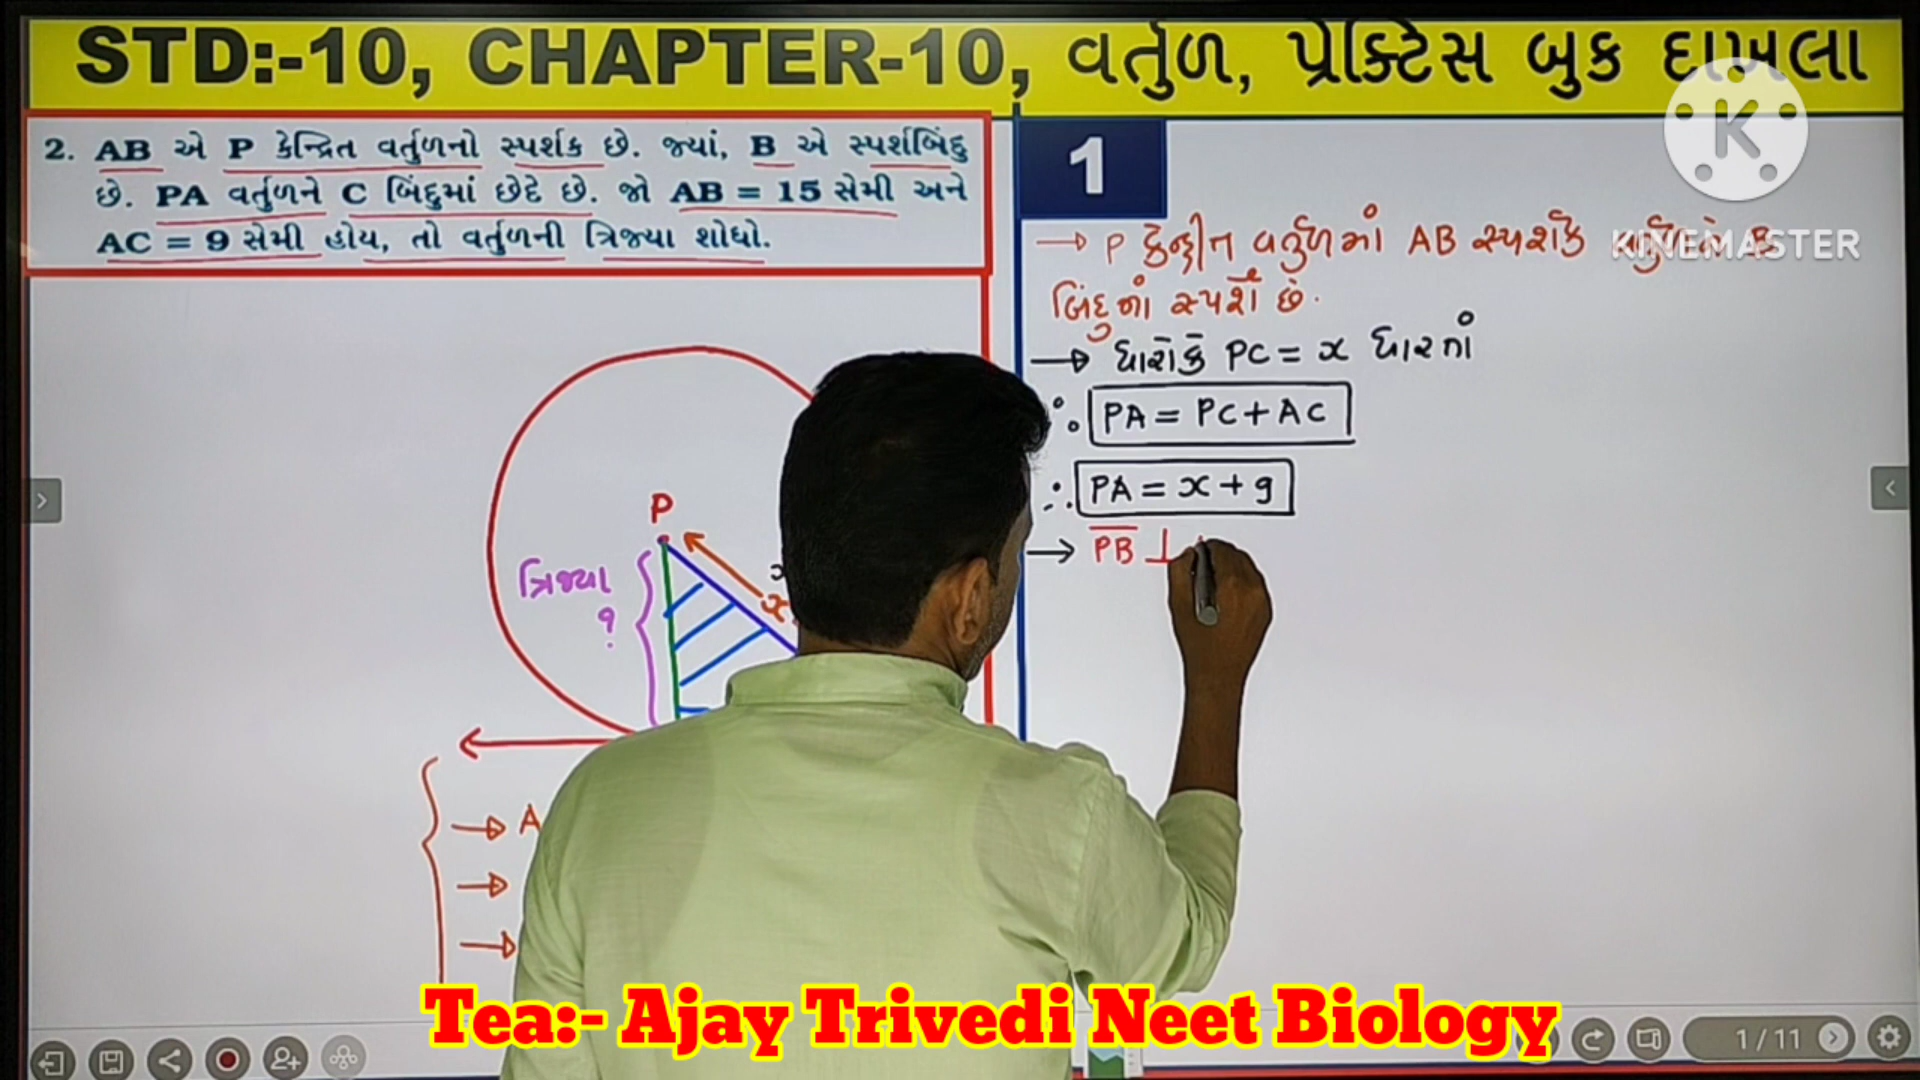 STD:-10, CHAPTER-10, વર્તુળ, પ્રેક્ટિસ બુક દાખલા
2. AB એ P કેન્દ્રિત વર્તુળનો સ્પર્શક છે. જ્યાં, B એ સ્પર્શબિંદુ
છે. PA વર્તુળને C બિંદુમાં છેદે છે. જો AB = 15 સેમી અને
AC = 9 સેમી હોય, તો વર્તુળની ત્રિજ્યા શોધો.
1
K
KINEMASTER
→ P કેન્દ્રીત વર્તુળમાં AB સ્પર્શક B
બિંદુમાં સ્પર્શે છે.
→ ધારોકે PC = x ધારતાં
∴ PA = PC + AC
∴ PA = x + 9
→ PB ⊥
P
ત્રિજ્યા
?
x
→ A
Tea:- Ajay Trivedi Neet Biology
1 / 11